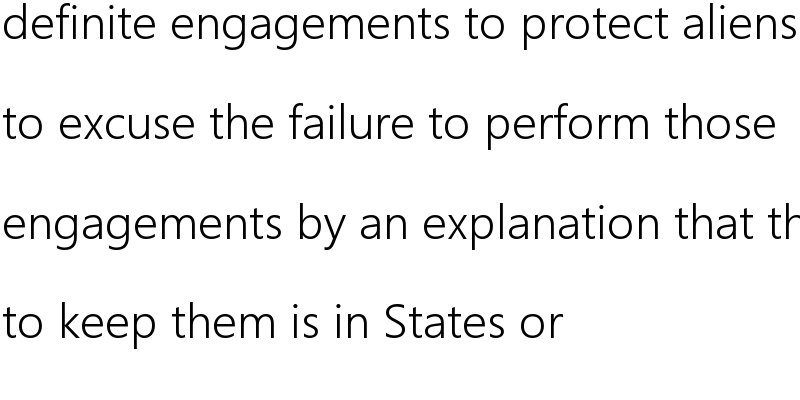 definite engagements to protect aliens
to excuse the failure to perform those
engagements by an explanation that
to keep them is in States or